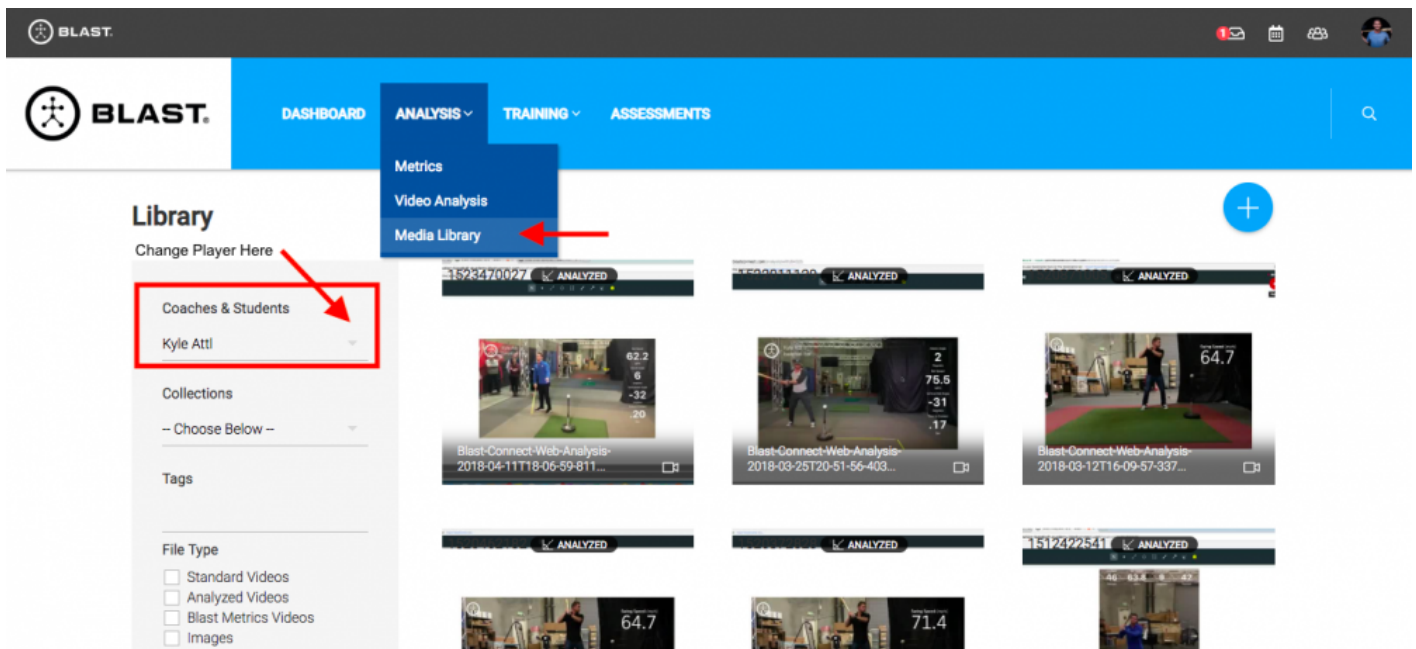 BLAST.
1
BLAST.
DASHBOARD
ANALYSIS
TRAINING
ASSESSMENTS
Metrics
Video Analysis
Media Library
Library
Change Player Here
Coaches & Students
Kyle Attl
Collections
-- Choose Below --
Tags
File Type
Standard Videos
Analyzed Videos
Blast Metrics Videos
Images
1523470027
ANALYZED
62.2
6
-32
.20
Blast-Connect-Web-Analysis-
2018-04-11T18-06-59-811...
ANALYZED
2
75.5
-31
.17
Blast-Connect-Web-Analysis-
2018-03-25T20-51-56-403...
ANALYZED
64.7
Blast-Connect-Web-Analysis-
2018-03-12T16-09-57-337...
ANALYZED
64.7
ANALYZED
71.4
1512422541
ANALYZED